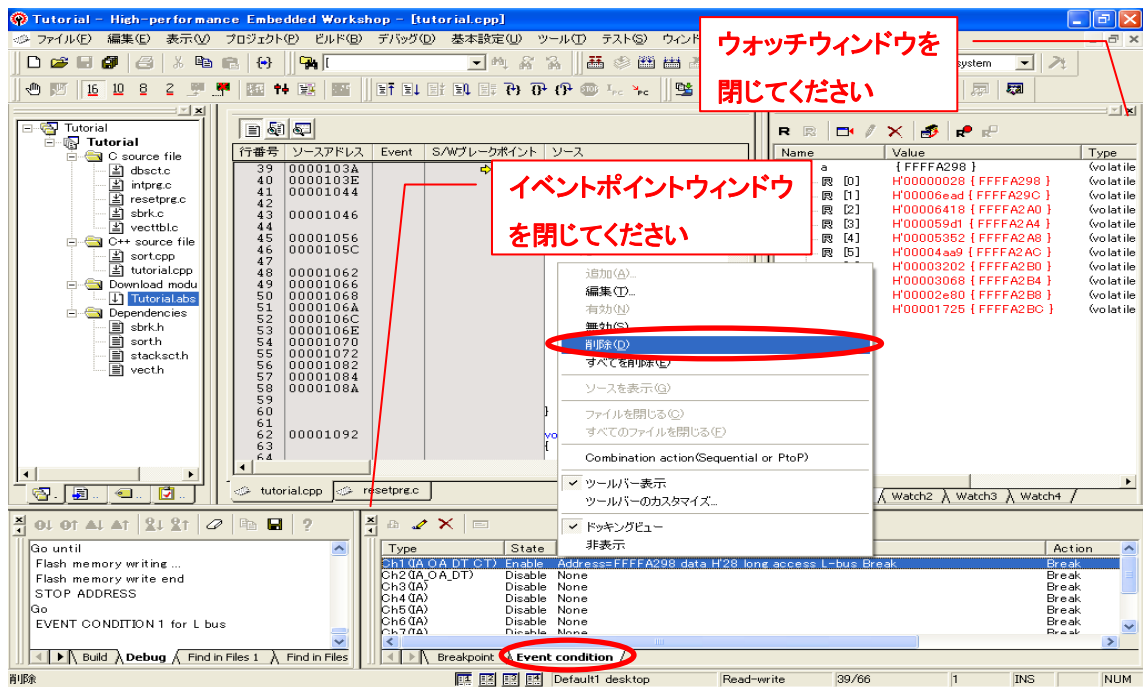 Tutorial - High-performance Embedded Workshop - [tutorial.cpp]
ファイル(F) 編集(E) 表示(V) プロジェクト(P) ビルド(B) デバッグ(D) 基本設定(U) ツール(T) テスト(S) ウィンド
ウォッチウィンドウを
閉じてください
system
16 10 8 2
Tutorial
Tutorial
C source file
dbsct.c
intprg.c
resetprg.c
sbrk.c
vecttbl.c
C++ source file
sort.cpp
tutorial.cpp
Download modu
Tutorial.abs
Dependencies
sbrk.h
sort.h
stacksct.h
vect.h
行番号 ソースアドレス Event S/Wブレークポイント ソース
39 0000103A
40 0000103E
41 00001044
42
43 00001046
44
45 00001056
46 0000105C
47
48 00001062
49 00001066
50 00001068
51 0000106A
52 0000106C
53 0000106E
54 00001070
55 00001072
56 00001082
57 00001084
58 0000108A
59
60 }
61
62 00001092 vo
63 {
64
tutorial.cpp resetprg.c
イベントポイントウィンドウ
を閉じてください
追加(A)...
編集(T)...
有効(N)
無効(S)
削除(D)
すべてを削除(E)
ソースを表示(G)
ファイルを閉じる(C)
すべてのファイルを閉じる(F)
Combination action(Sequential or PtoP)
ツールバー表示
ツールバーのカスタマイズ...
ドッキングビュー
非表示
Name Value Type
a { FFFFA298 } (volatile
R [0] H'00000028 { FFFFA298 } (volatile
R [1] H'00006ead { FFFFA29C } (volatile
R [2] H'00006418 { FFFFA2A0 } (volatile
R [3] H'000059d1 { FFFFA2A4 } (volatile
R [4] H'00005352 { FFFFA2A8 } (volatile
R [5] H'00004aa9 { FFFFA2AC } (volatile
H'00003202 { FFFFA2B0 } (volatile
H'00003068 { FFFFA2B4 } (volatile
H'00002e80 { FFFFA2B8 } (volatile
H'00001725 { FFFFA2BC } (volatile
Watch2 Watch3 Watch4
Go until
Flash memory writing ...
Flash memory write end
STOP ADDRESS
Go
EVENT CONDITION 1 for L bus
Build Debug Find in Files 1 Find in Files
Type State Action
Ch1(IA_OA_DT_CT) Enable Address=FFFFA298 data H'28 long access L-bus Break Break
Ch2(IA_OA_DT) Disable None Break
Ch3(IA) Disable None Break
Ch4(IA) Disable None Break
Ch5(IA) Disable None Break
Ch6(IA) Disable None Break
Ch7(IA) Disable None Break
Breakpoint Event condition
削除
Default1 desktop Read-write 39/66 1 INS NUM